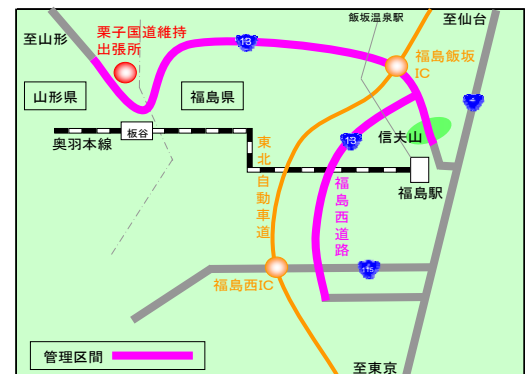 至山形
栗子国道維持
出張所
13
飯坂温泉駅
至仙台
福島飯坂
IC
山形県
福島県
4
板谷
奥羽本線
東北自動車道
13
信夫山
福島西道路
福島駅
福島西IC
115
管理区間
至東京